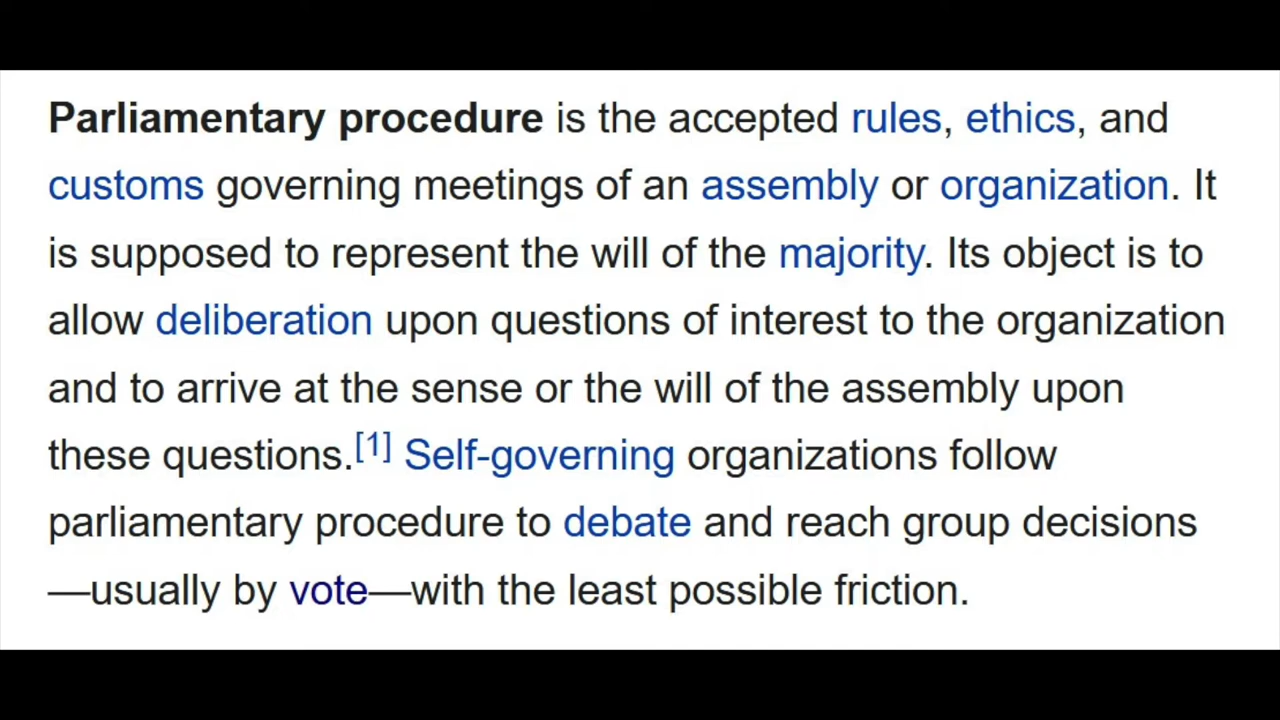 Parliamentary procedure is the accepted rules, ethics, and
customs governing meetings of an assembly or organization. It
is supposed to represent the will of the majority. Its object is to
allow deliberation upon questions of interest to the organization
and to arrive at the sense or the will of the assembly upon
these questions.[1] Self-governing organizations follow
parliamentary procedure to debate and reach group decisions
—usually by vote—with the least possible friction.